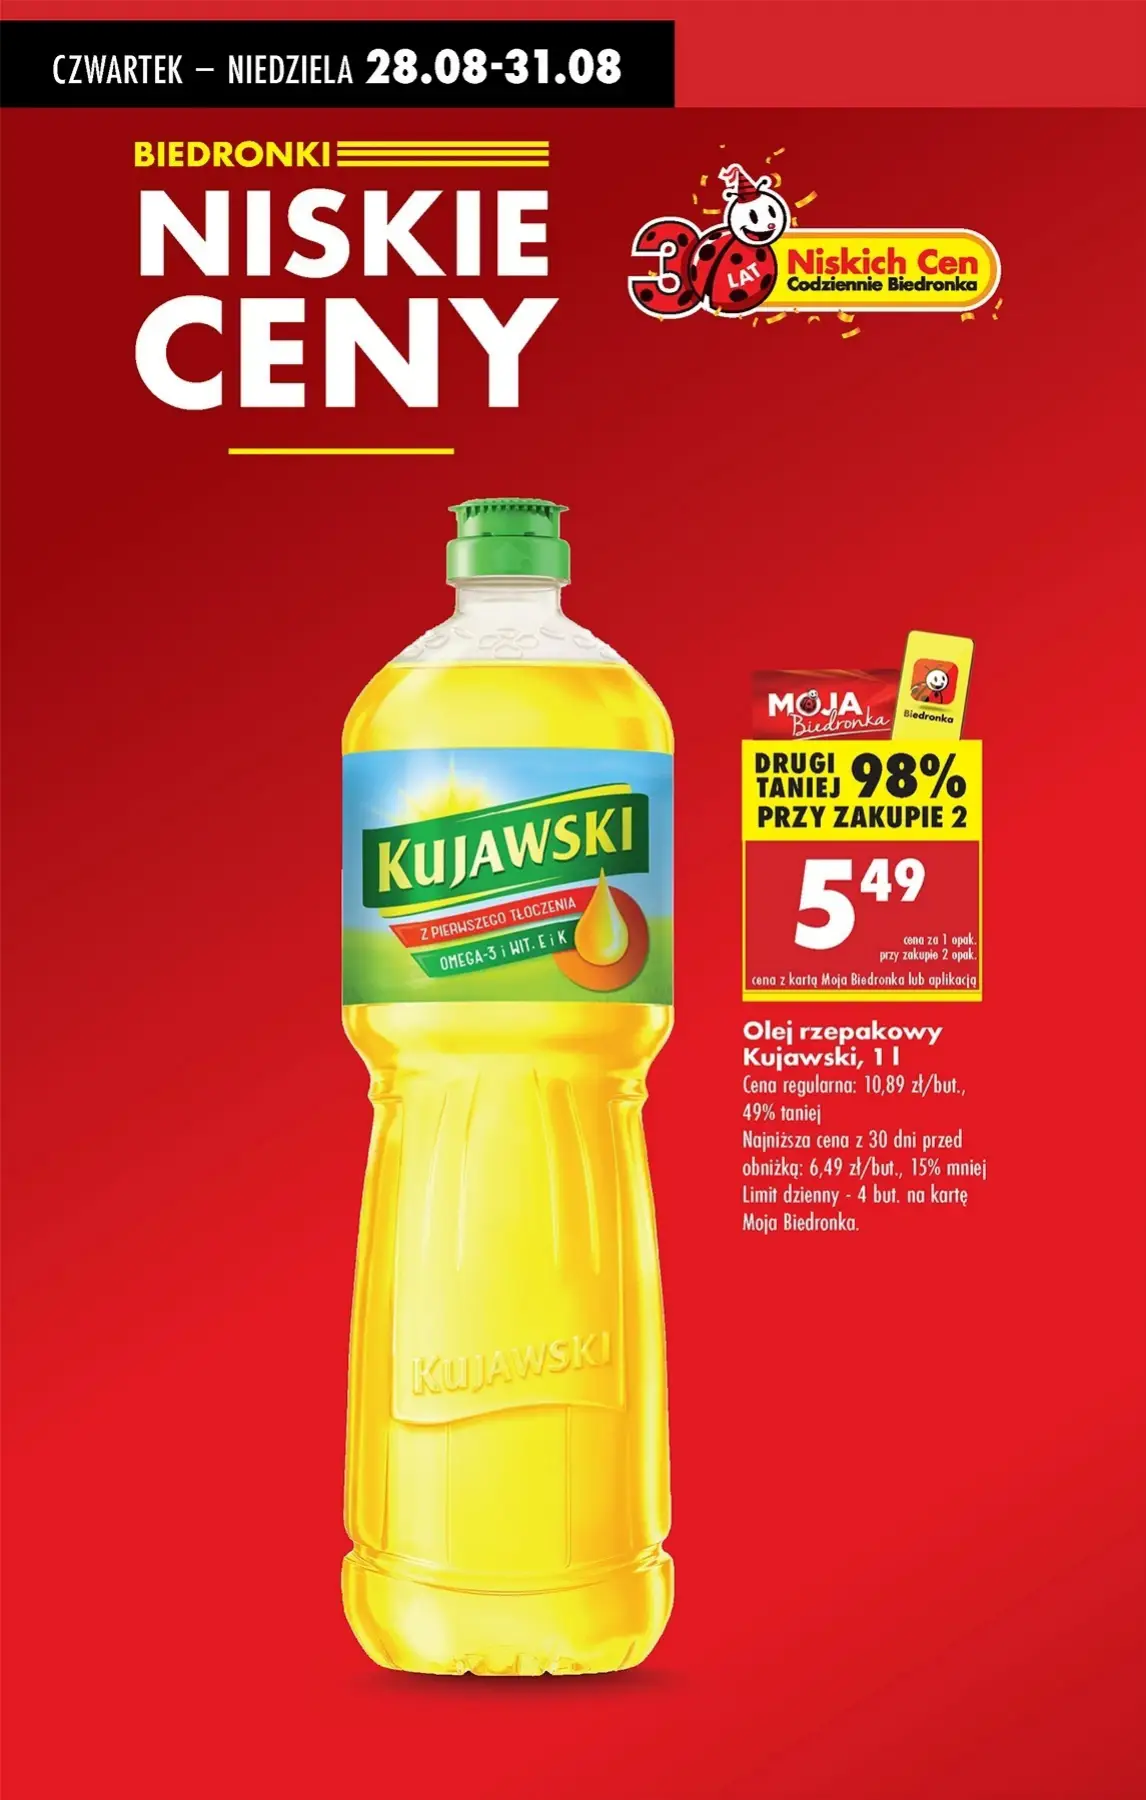 CZWARTEK – NIEDZIELA 28.08-31.08
BIEDRONKI
NISKIE
CENY
30 LAT
Niskich Cen
Codziennie Biedronka
KUJAWSKI
Z PIERWSZEGO TŁOCZENIA
OMEGA-3 i WIT. E i K
KUJAWSKI
MOJA
Biedronka
Biedronka
DRUGI
TANIEJ 98%
PRZY ZAKUPIE 2
5 49
cena za 1 opak.
przy zakupie 2 opak.
cena z kartą Moja Biedronka lub aplikacją
Olej rzepakowy
Kujawski, 1 l
Cena regularna: 10,89 zł/but.,
49% taniej
Najniższa cena z 30 dni przed
obniżką: 6,49 zł/but., 15% mniej
Limit dzienny - 4 but. na kartę
Moja Biedronka.